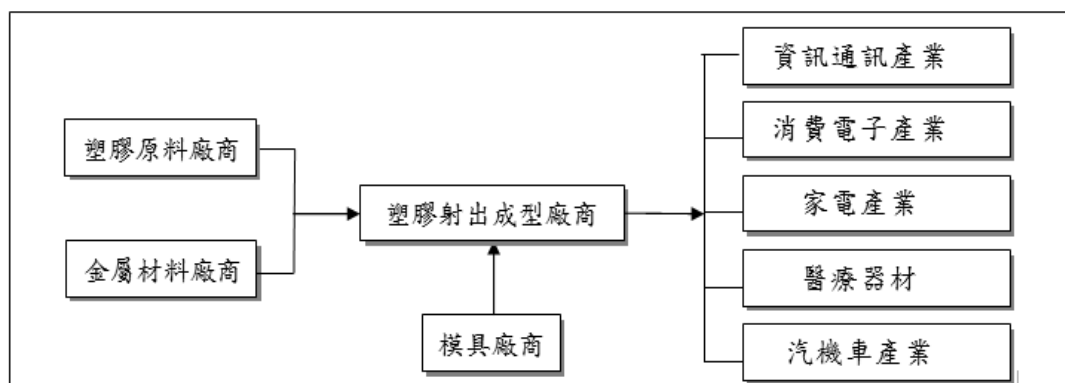 塑膠原料廠商
金屬材料廠商
塑膠射出成型廠商
模具廠商
資訊通訊產業
消費電子產業
家電產業
醫療器材
汽機車產業